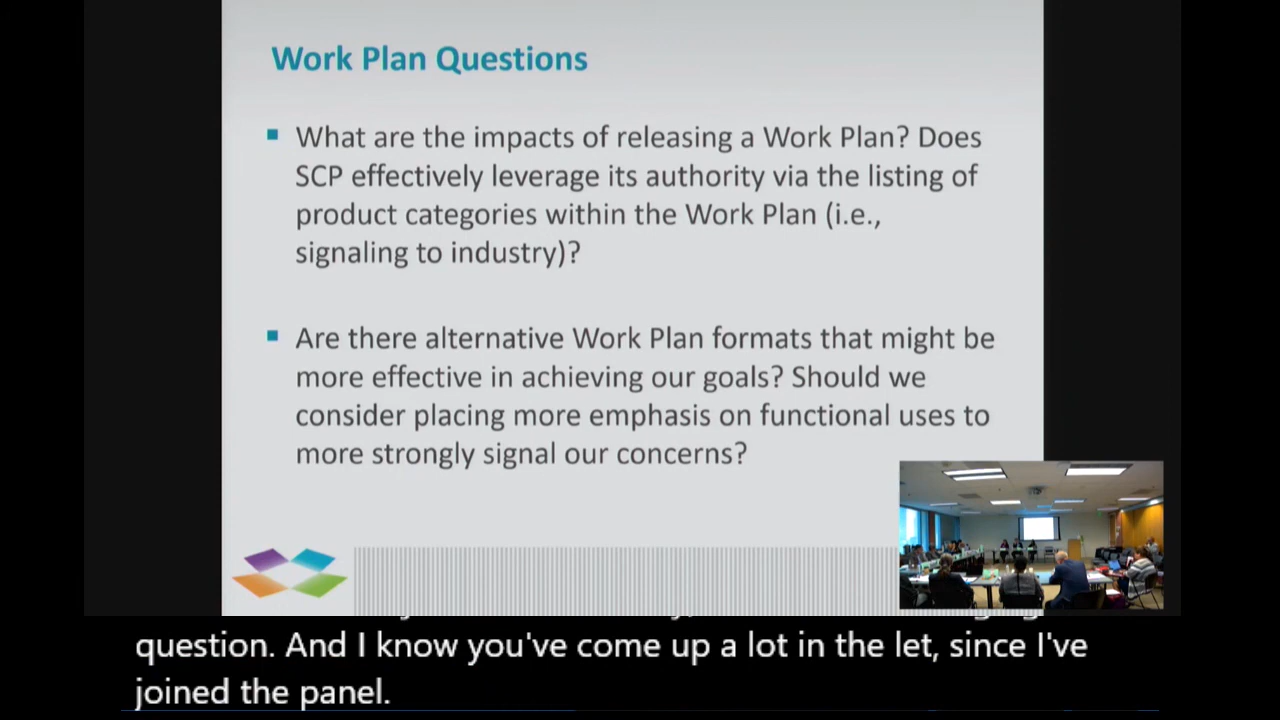 Work Plan Questions
What are the impacts of releasing a Work Plan? Does
SCP effectively leverage its authority via the listing of
product categories within the Work Plan (i.e.,
signaling to industry)?
Are there alternative Work Plan formats that might be
more effective in achieving our goals? Should we
consider placing more emphasis on functional uses to
more strongly signal our concerns?
question. And I know you've come up a lot in the let, since I've
joined the panel.